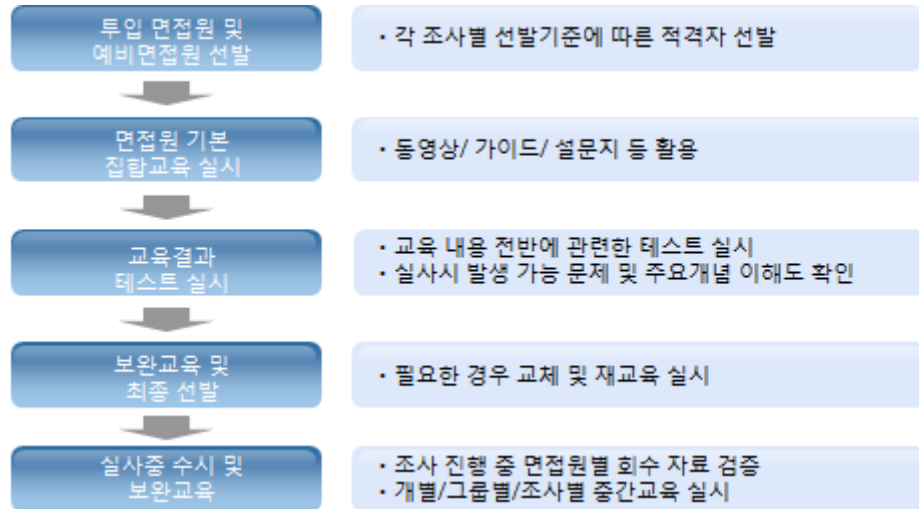 투입 면접원 및
예비면접원 선발
· 각 조사별 선발기준에 따른 적격자 선발
면접원 기본
집합교육 실시
· 동영상/ 가이드/ 설문지 등 활용
교육결과
테스트 실시
· 교육 내용 전반에 관련한 테스트 실시
· 실사시 발생 가능 문제 및 주요개념 이해도 확인
보완교육 및
최종 선발
· 필요한 경우 교체 및 재교육 실시
실사중 수시 및
보완교육
· 조사 진행 중 면접원별 회수 자료 검증
· 개별/그룹별/조사별 중간교육 실시